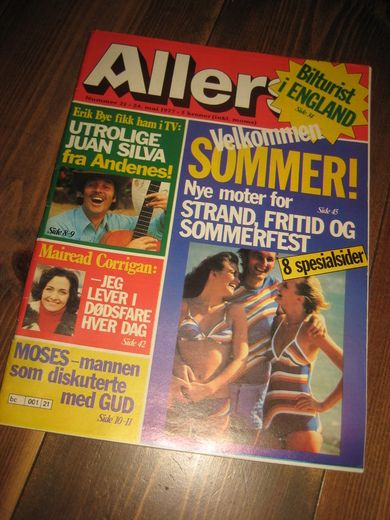 Allers
Nummer 21 - 24. mai 1977 - 5 kroner (inkl. moms)
Bilturist
i ENGLAND
Side 34
Erik Bye fikk ham i TV:
UTROLIGE
JUAN SILVA
fra Andenes!
Side 8-9
Velkommen
SOMMER!
Nye moter for
Side 45
STRAND, FRITID OG
SOMMERFEST
8 spesialsider
Mairead Corrigan:
–JEG
LEVER I
DØDSFARE
HVER DAG
Side 42
MOSES –mannen
som diskuterte
med GUD
Side 10-11
bc 001 21